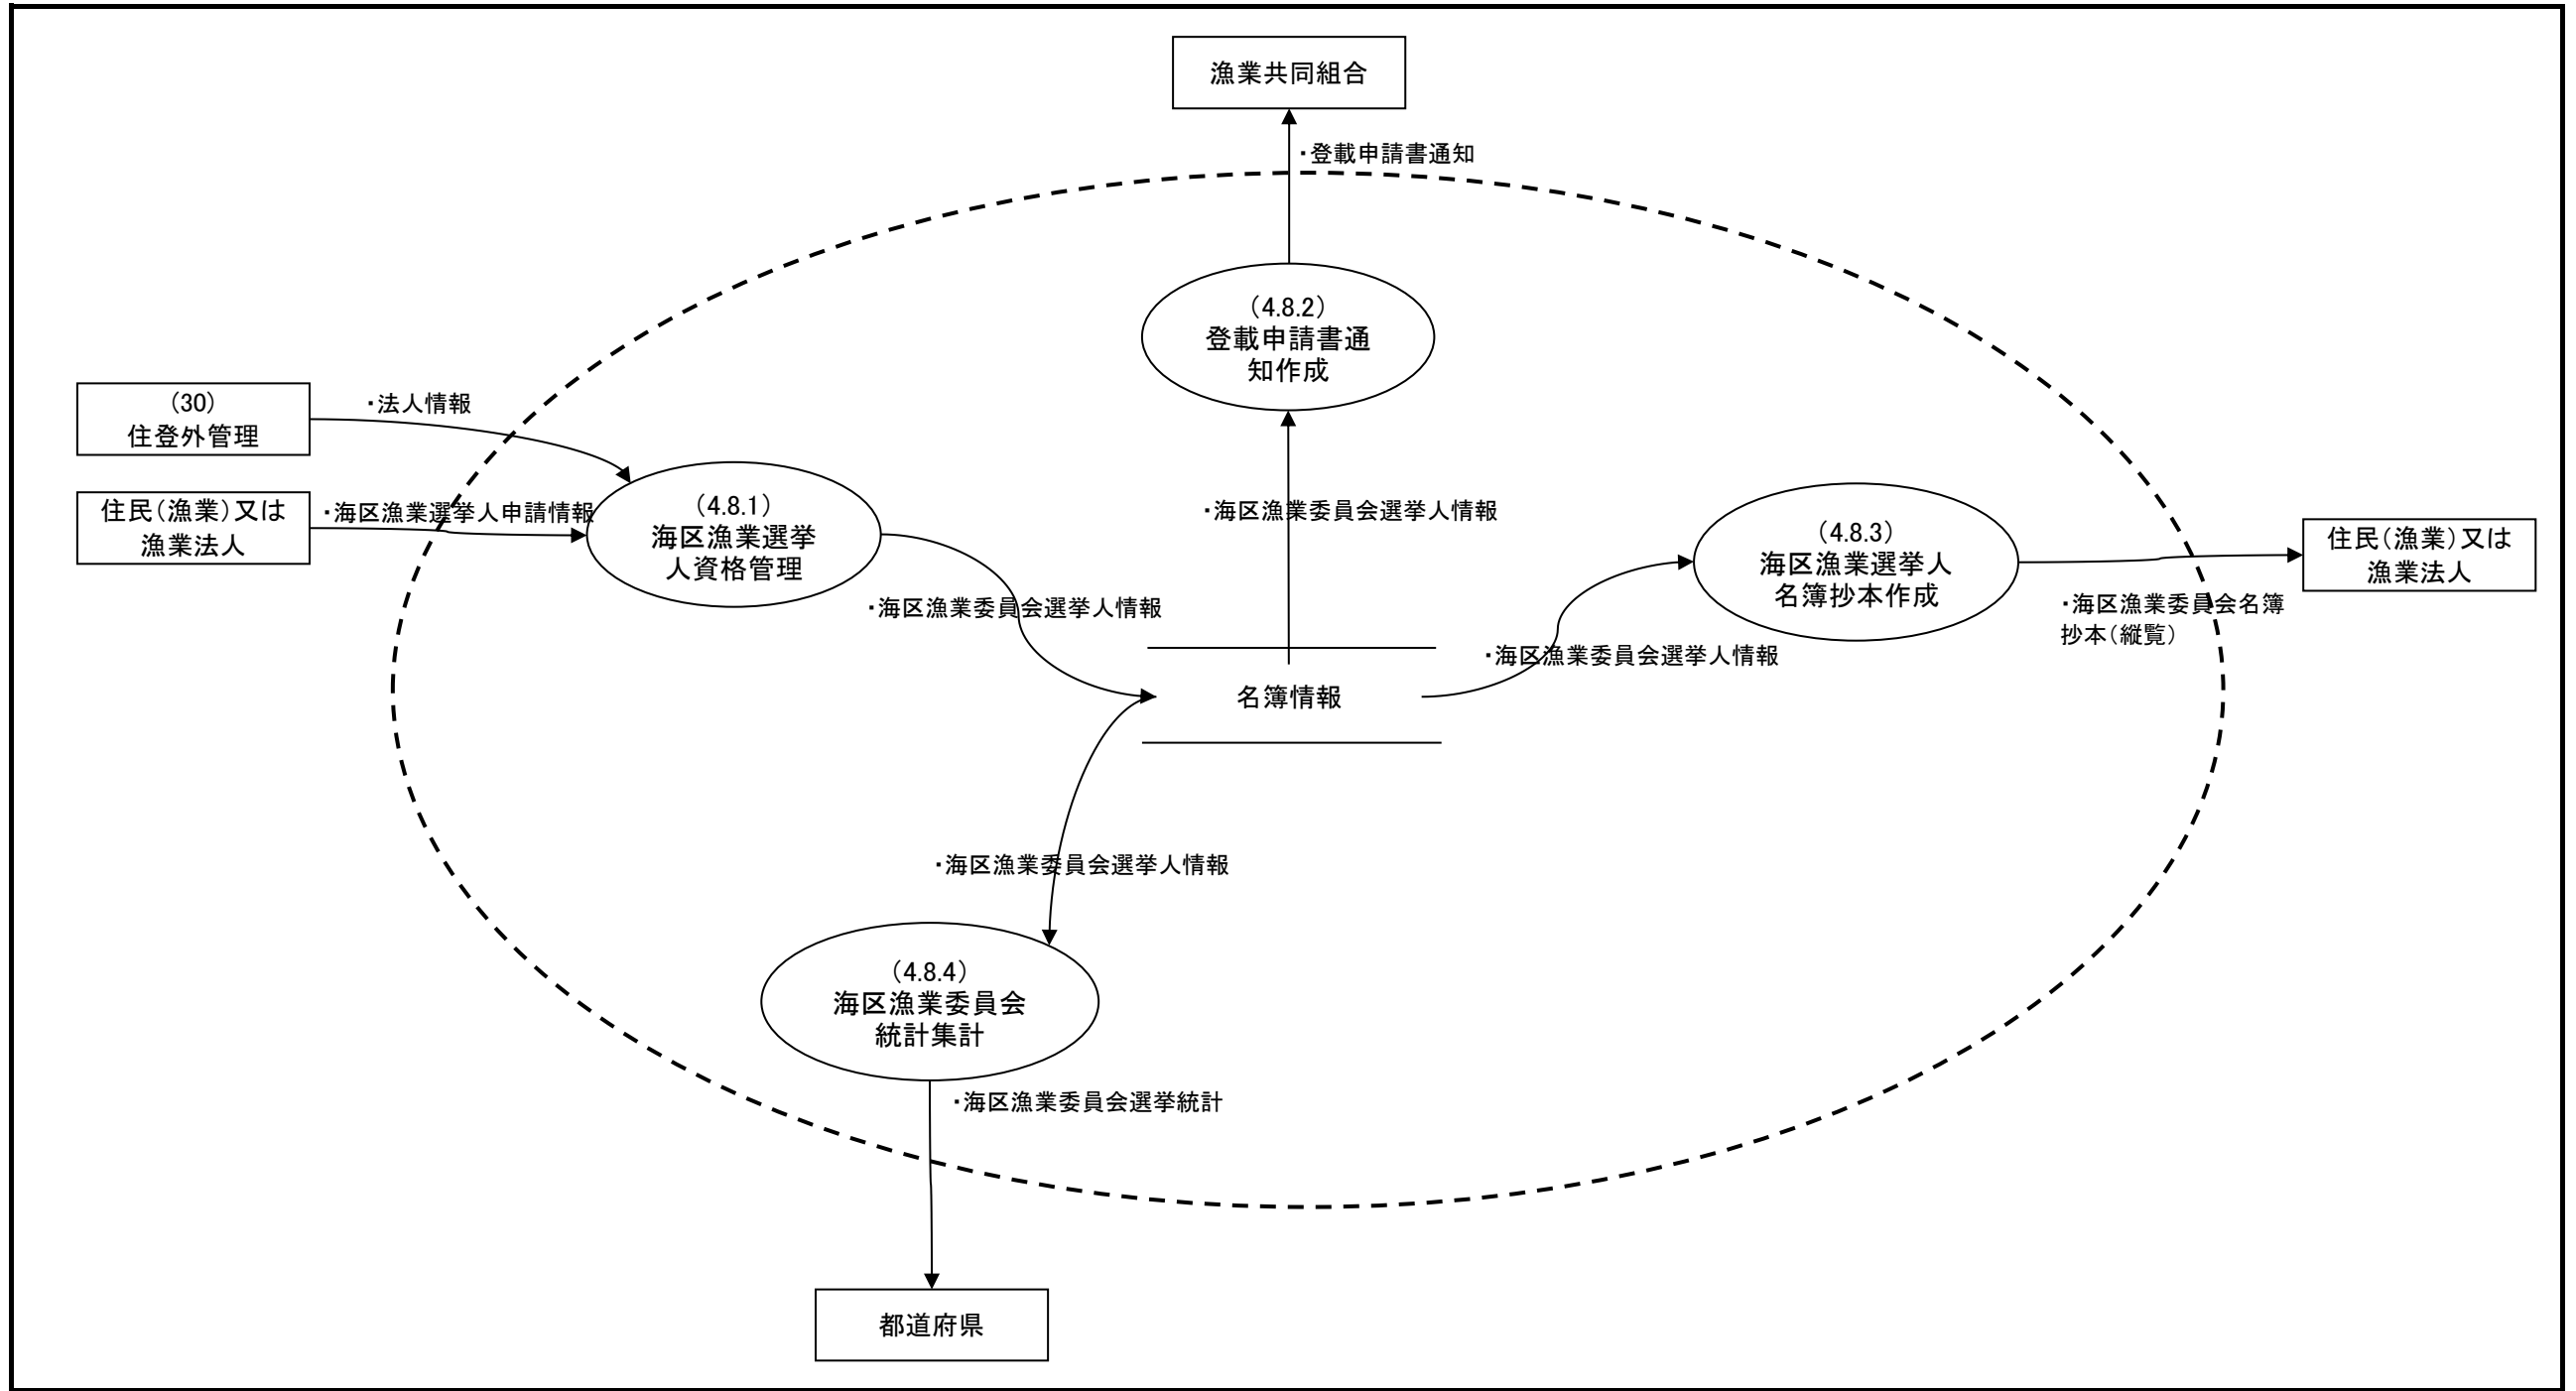 漁業共同組合
・登載申請書通知
（4.8.2）
登載申請書通
知作成
（30）
住登外管理
・法人情報
住民（漁業）又は
漁業法人
・海区漁業選挙人申請情報
（4.8.1）
海区漁業選挙
人資格管理
・海区漁業委員会選挙人情報
・海区漁業委員会選挙人情報
（4.8.3）
海区漁業選挙人
名簿抄本作成
住民（漁業）又は
漁業法人
・海区漁業委員会名簿
抄本（縦覧）
・海区漁業委員会選挙人情報
名簿情報
・海区漁業委員会選挙人情報
（4.8.4）
海区漁業委員会
統計集計
・海区漁業委員会選挙統計
都道府県